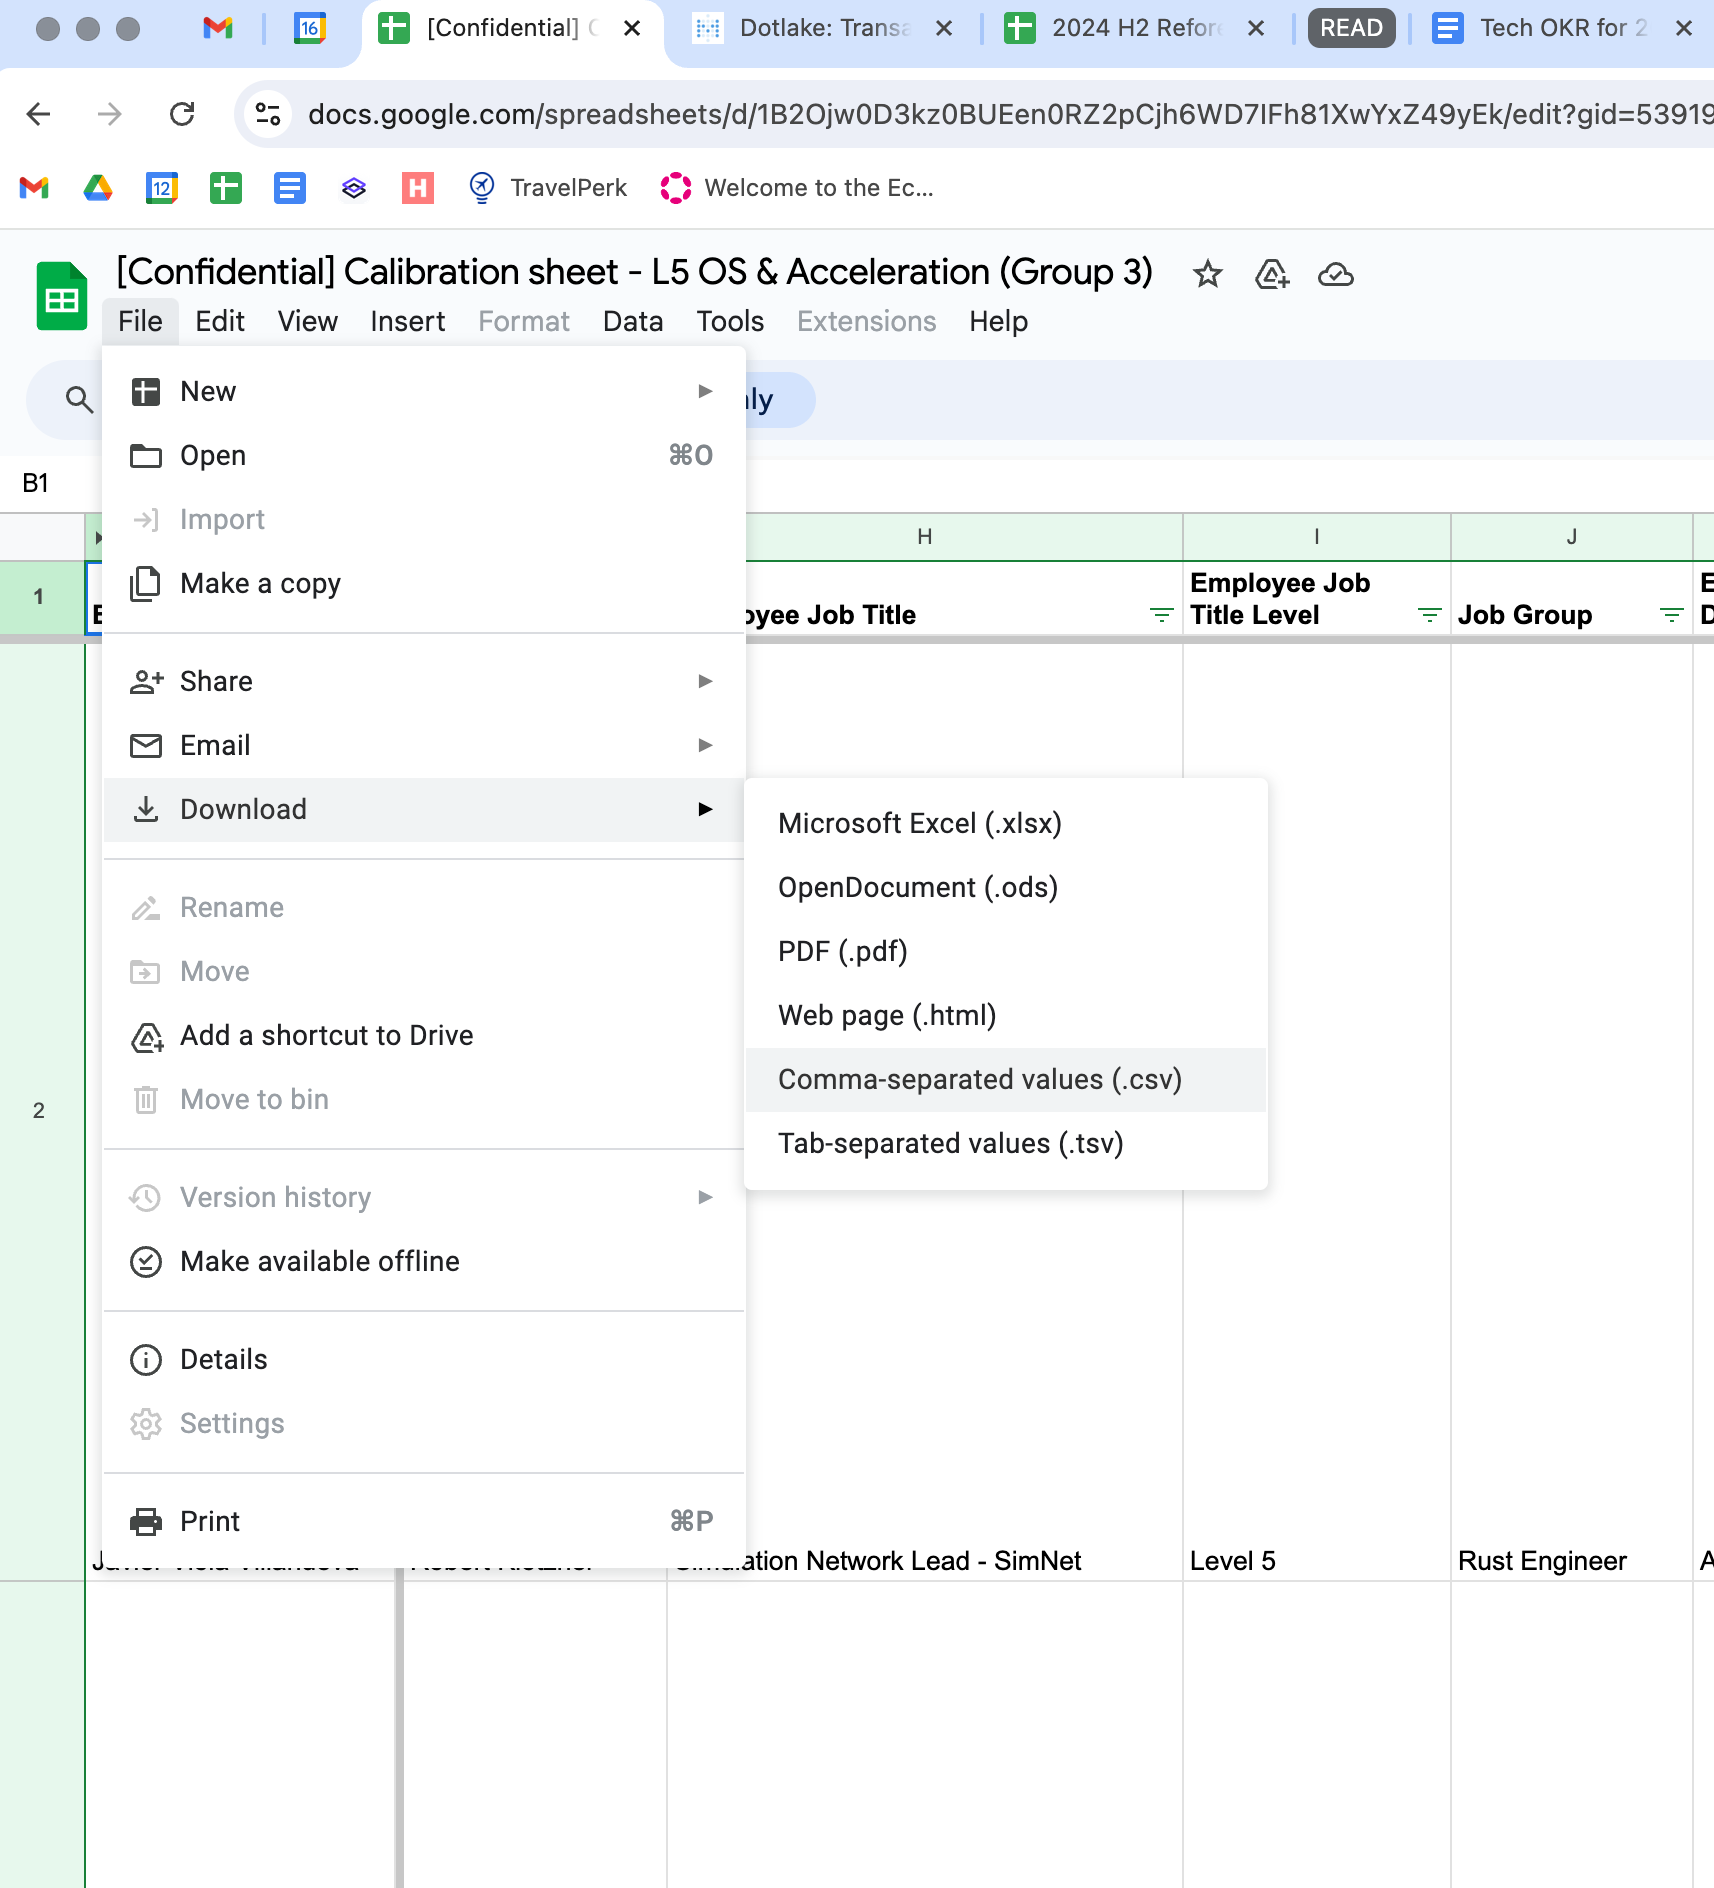 16
[Confidential]
Dotlake: Transa
2024 H2 Refor
READ
Tech OKR for 2
docs.google.com/spreadsheets/d/1B2Ojw0D3kz0BUEen0RZ2pCjh6WD7IFh81XwYxZ49yEk/edit?gid=53919
12
H
TravelPerk
Welcome to the Ec...
[Confidential] Calibration sheet - L5 OS & Acceleration (Group 3)
File Edit View Insert Format Data Tools Extensions Help
New
Open ⌘O
Import
Make a copy
Share
Email
Download
Rename
Move
Add a shortcut to Drive
Move to bin
Version history
Make available offline
Details
Settings
Print ⌘P
Microsoft Excel (.xlsx)
OpenDocument (.ods)
PDF (.pdf)
Web page (.html)
Comma-separated values (.csv)
Tab-separated values (.tsv)
B1
H I J
1
Job Title
Employee Job
Title Level
Job Group
2
Network Lead - SimNet
Level 5
Rust Engineer